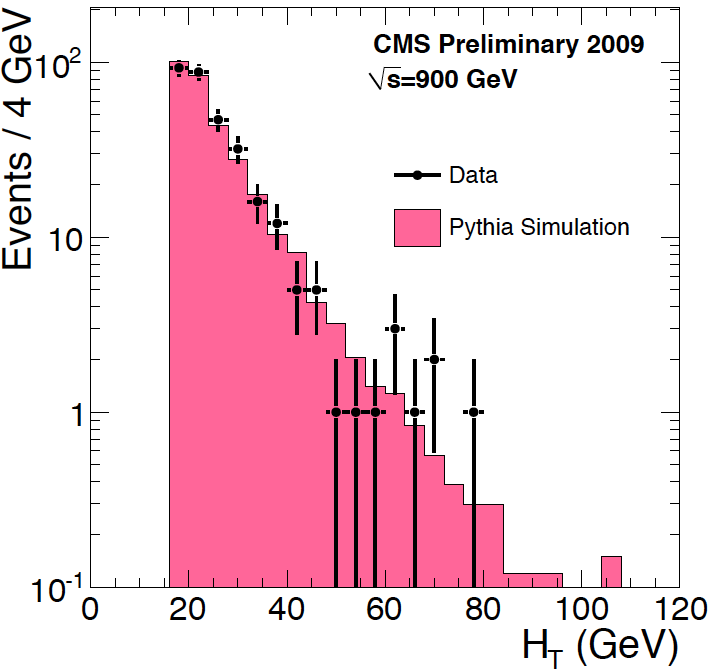 CMS Preliminary 2009
√s=900 GeV
Data
Pythia Simulation
Events / 4 GeV
10²
10
1
10⁻¹
0 20 40 60 80 100 120
H_T (GeV)